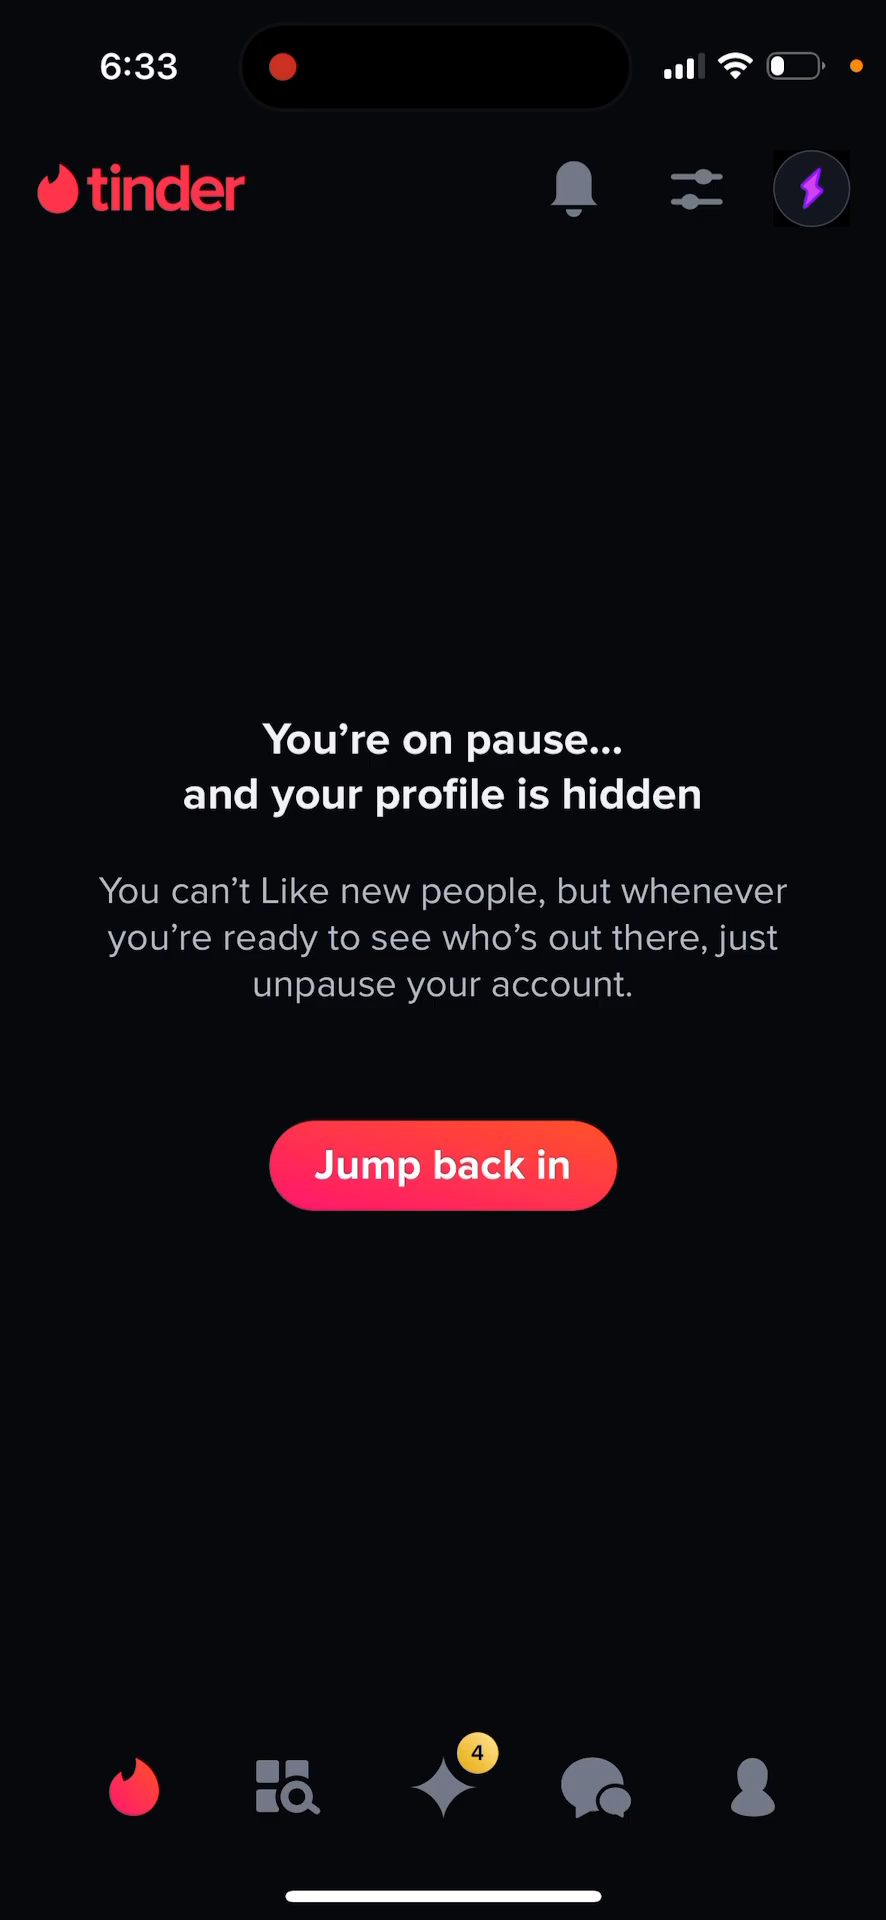 6:33
tinder
You’re on pause...
and your profile is hidden
You can’t Like new people, but whenever
you’re ready to see who’s out there, just
unpause your account.
Jump back in
4